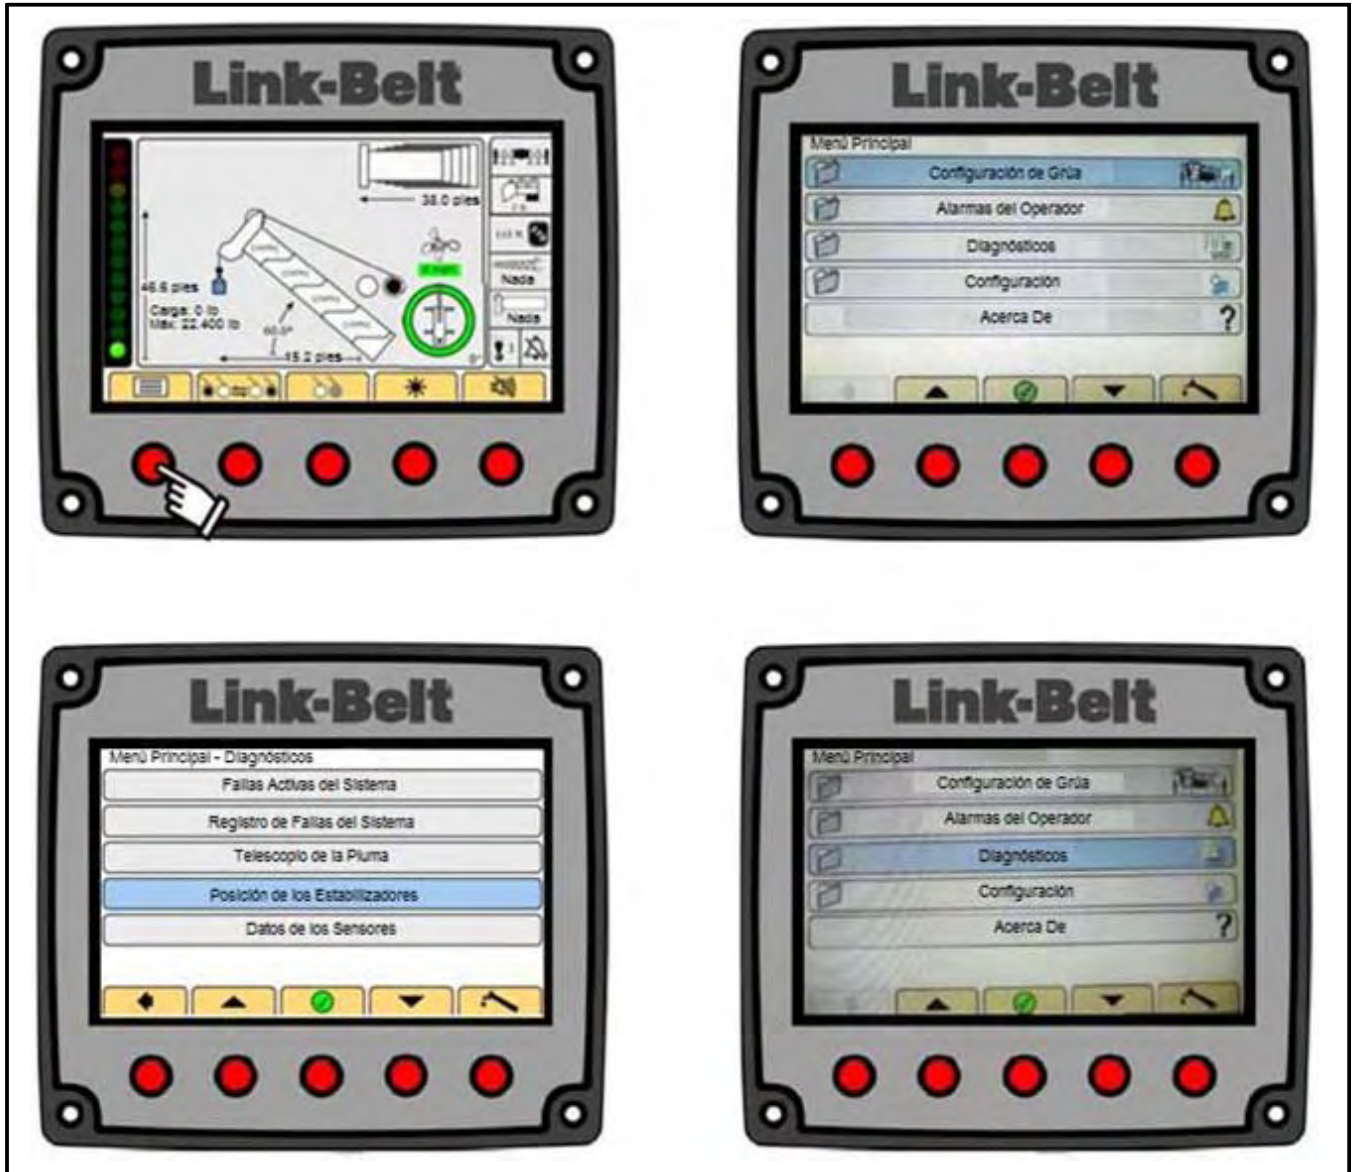 Link-Belt
38.0 pies
46.6 pies
Carga: 0 lb
Máx: 22,400 lb
60.0°
15.2 pies
0°
Nada
Nada
Link-Belt
Menú Principal
Configuración de Grúa
Alarmas del Operador
Diagnósticos
Configuración
Acerca De
?
Link-Belt
Menú Principal - Diagnósticos
Fallas Activas del Sistema
Registro de Fallas del Sistema
Telescopio de la Pluma
Posición de los Estabilizadores
Datos de los Sensores
Link-Belt
Menú Principal
Configuración de Grúa
Alarmas del Operador
Diagnósticos
Configuración
Acerca De
?